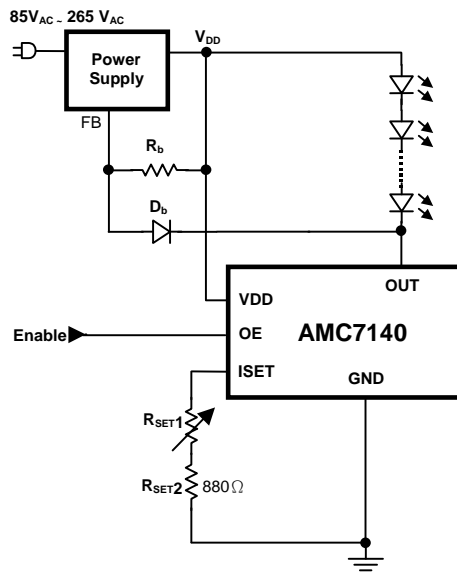 85VAC ~ 265 VAC
Power
Supply
VDD
FB
Rb
Db
OUT
VDD
Enable
OE
AMC7140
ISET
GND
RSET1
RSET2 880Ω